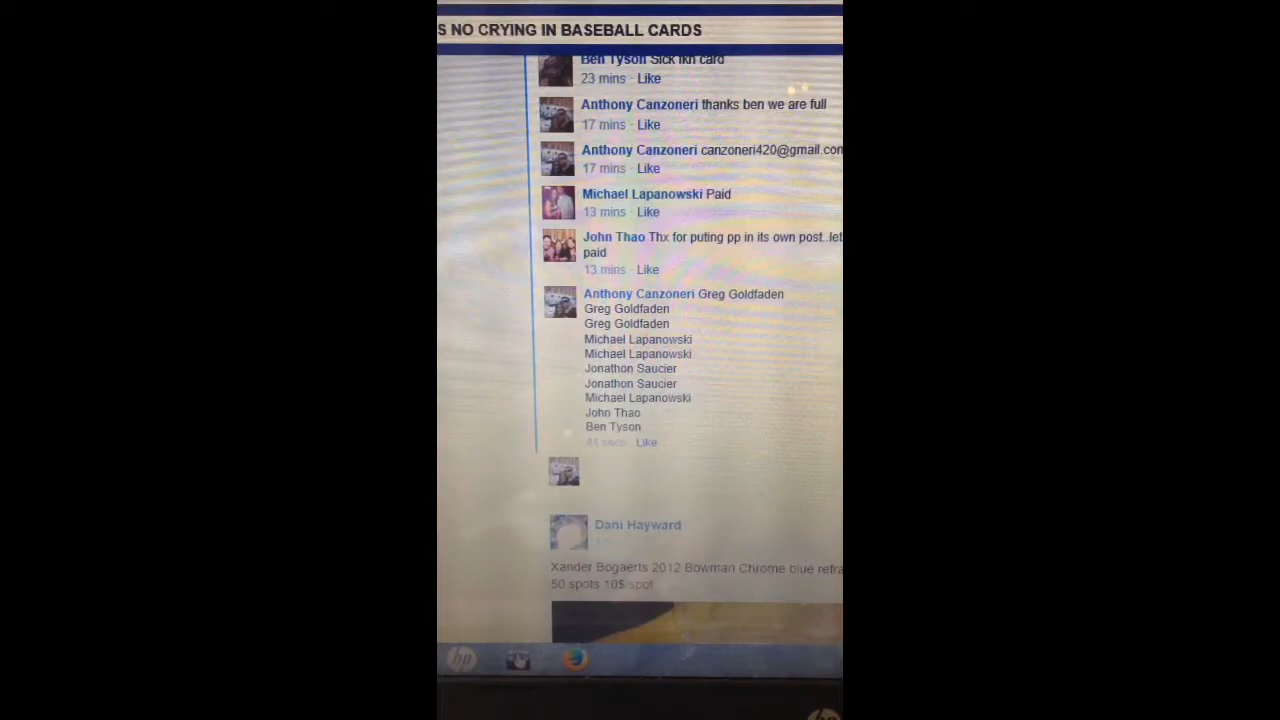 S NO CRYING IN BASEBALL CARDS
Ben Tyson Sick fkn card
23 mins · Like
Anthony Canzoneri thanks ben we are full
17 mins · Like
Anthony Canzoneri canzoneri420@gmail.com
17 mins · Like
Michael Lapanowski Paid
13 mins · Like
John Thao Thx for puting pp in its own post..let
paid
13 mins · Like
Anthony Canzoneri Greg Goldfaden
Greg Goldfaden
Greg Goldfaden
Michael Lapanowski
Michael Lapanowski
Jonathon Saucier
Jonathon Saucier
Michael Lapanowski
John Thao
Ben Tyson
41 secs · Like
Dani Hayward
Xander Bogaerts 2012 Bowman Chrome blue refra
50 spots 10$/spot
hp
hp